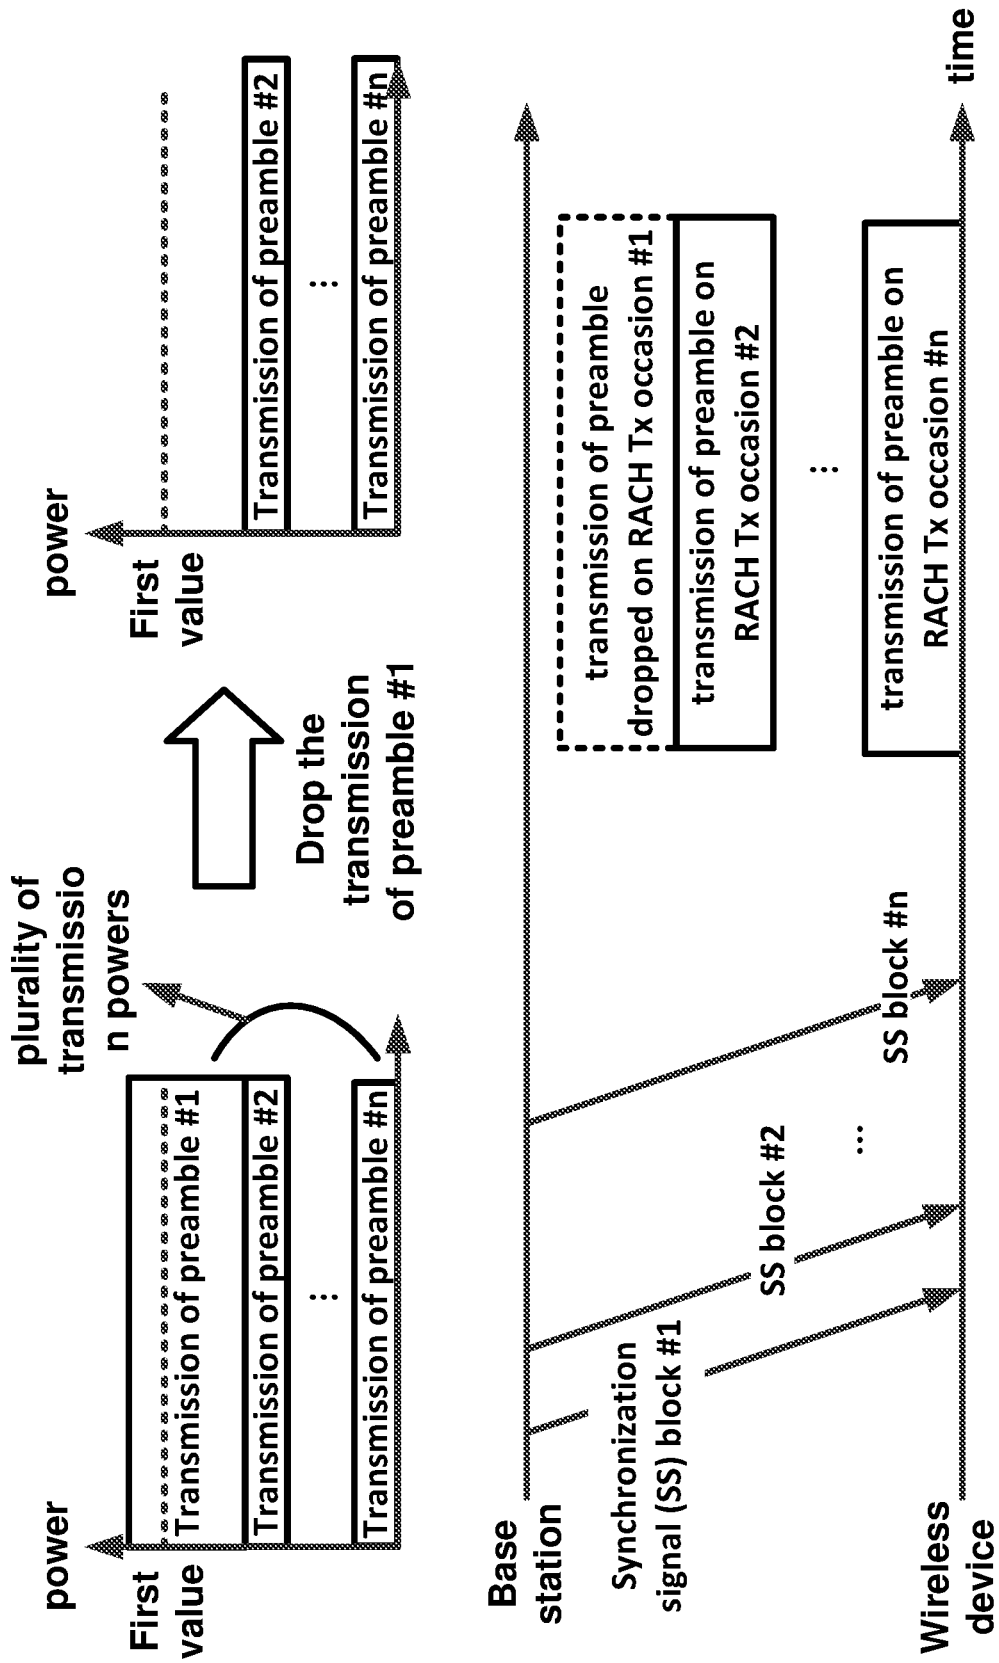 power
First
value
Transmission of preamble #1
Transmission of preamble #2
...
Transmission of preamble #n
plurality of
transmissio
n powers
Drop the
transmission
of preamble #1
power
First
value
Transmission of preamble #2
...
Transmission of preamble #n
Base
station
Synchronization
signal (SS) block #1
SS block #2
...
SS block #n
transmission of preamble
dropped on RACH Tx occasion #1
transmission of preamble on
RACH Tx occasion #2
...
transmission of preamble on
RACH Tx occasion #n
Wireless
device
time